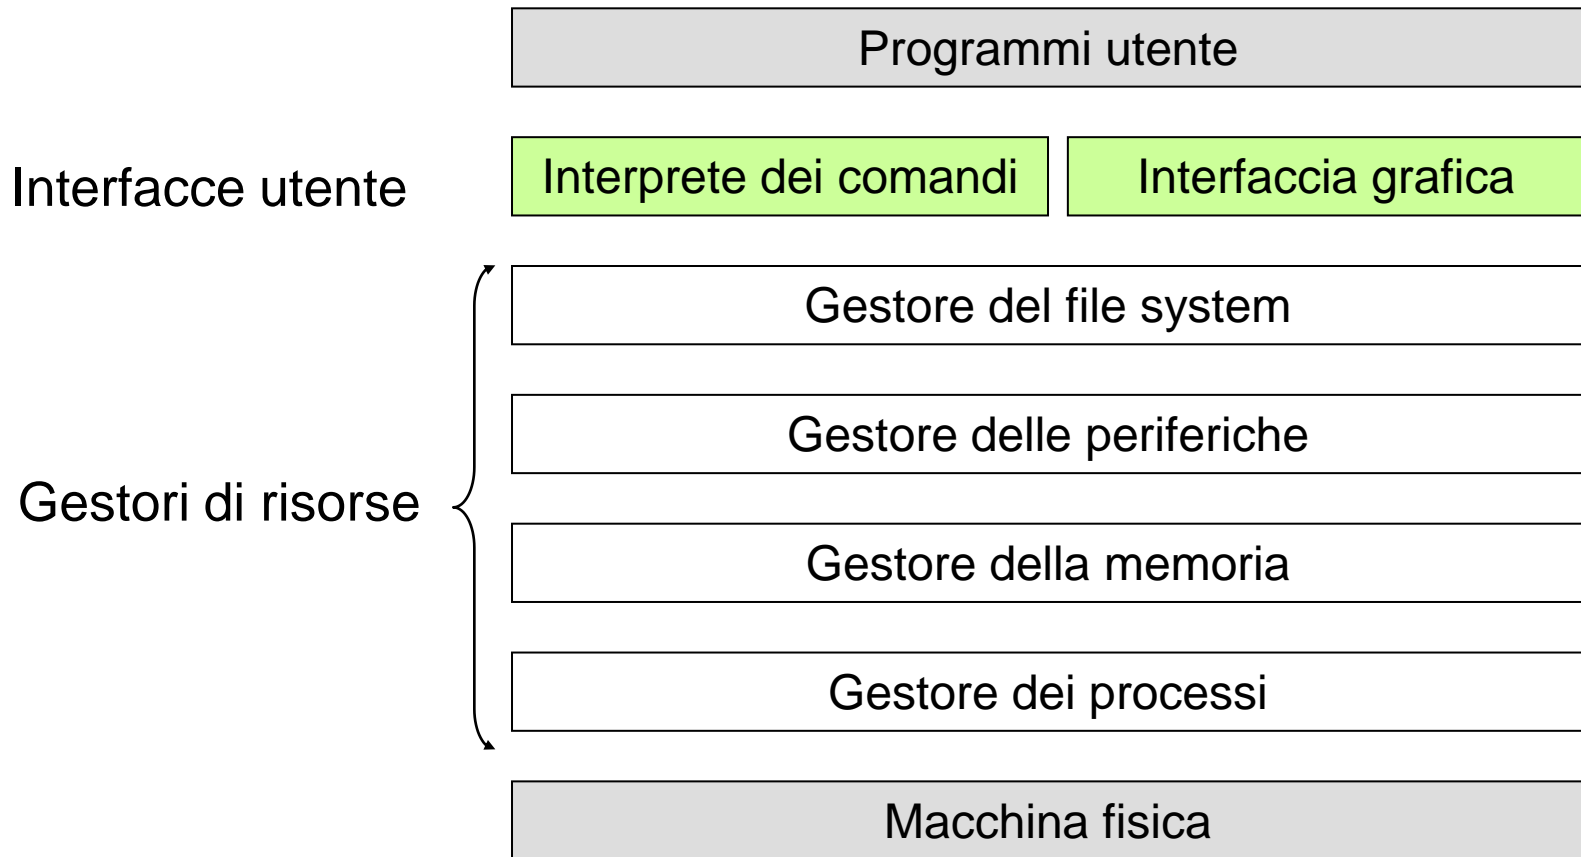 Programmi utente
Interfacce utente
Interprete dei comandi
Interfaccia grafica
Gestore del file system
Gestore delle periferiche
Gestori di risorse
Gestore della memoria
Gestore dei processi
Macchina fisica